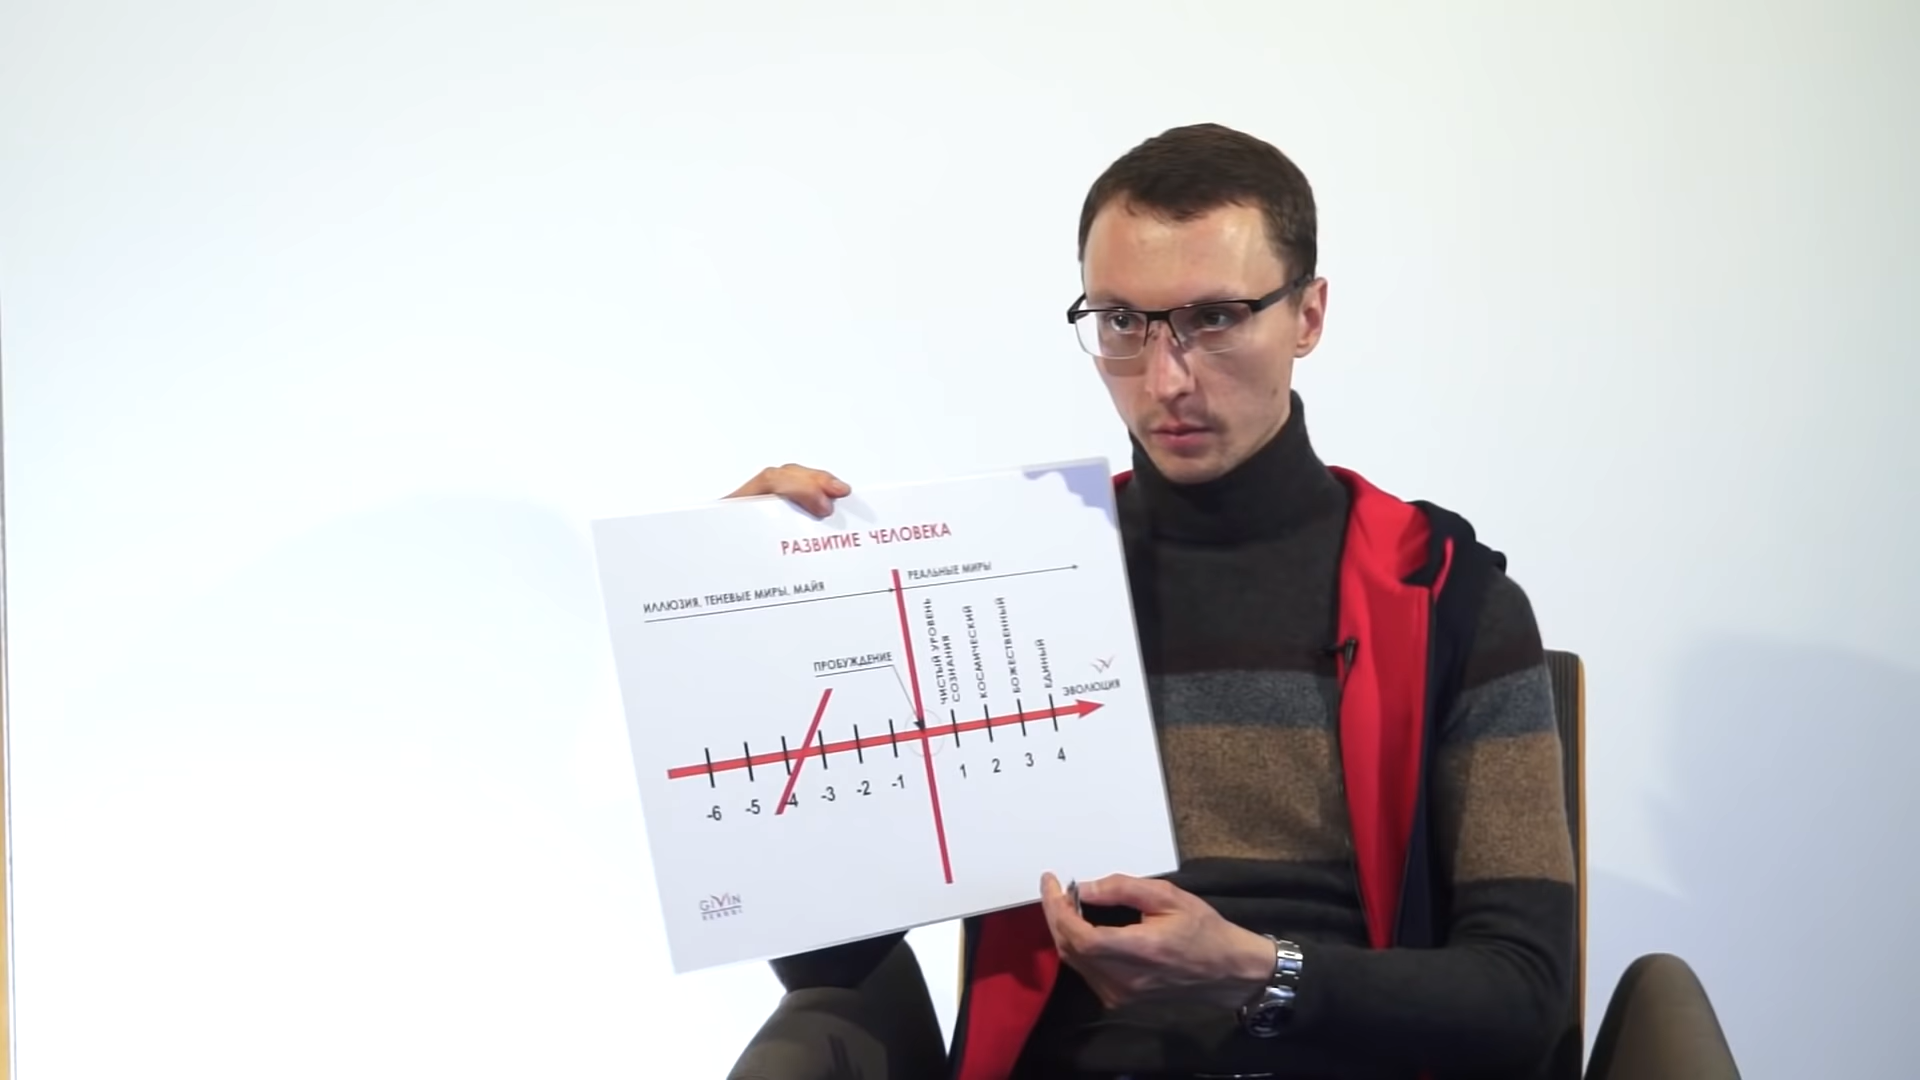 РАЗВИТИЕ ЧЕЛОВЕКА
ИЛЛЮЗИЯ, ТЕНЕВЫЕ МИРЫ, МАЙЯ
РЕАЛЬНЫЕ МИРЫ
ПРОБУЖДЕНИЕ
ЧИСТЫЙ УРОВЕНЬ
СОЗНАНИЯ
КОСМИЧЕСКИЙ
БОЖЕСТВЕННЫЙ
ЕДИНЫЙ
ЭВОЛЮЦИЯ
-6 -5 -4 -3 -2 -1 1 2 3 4
GIVIN
SCHOOL